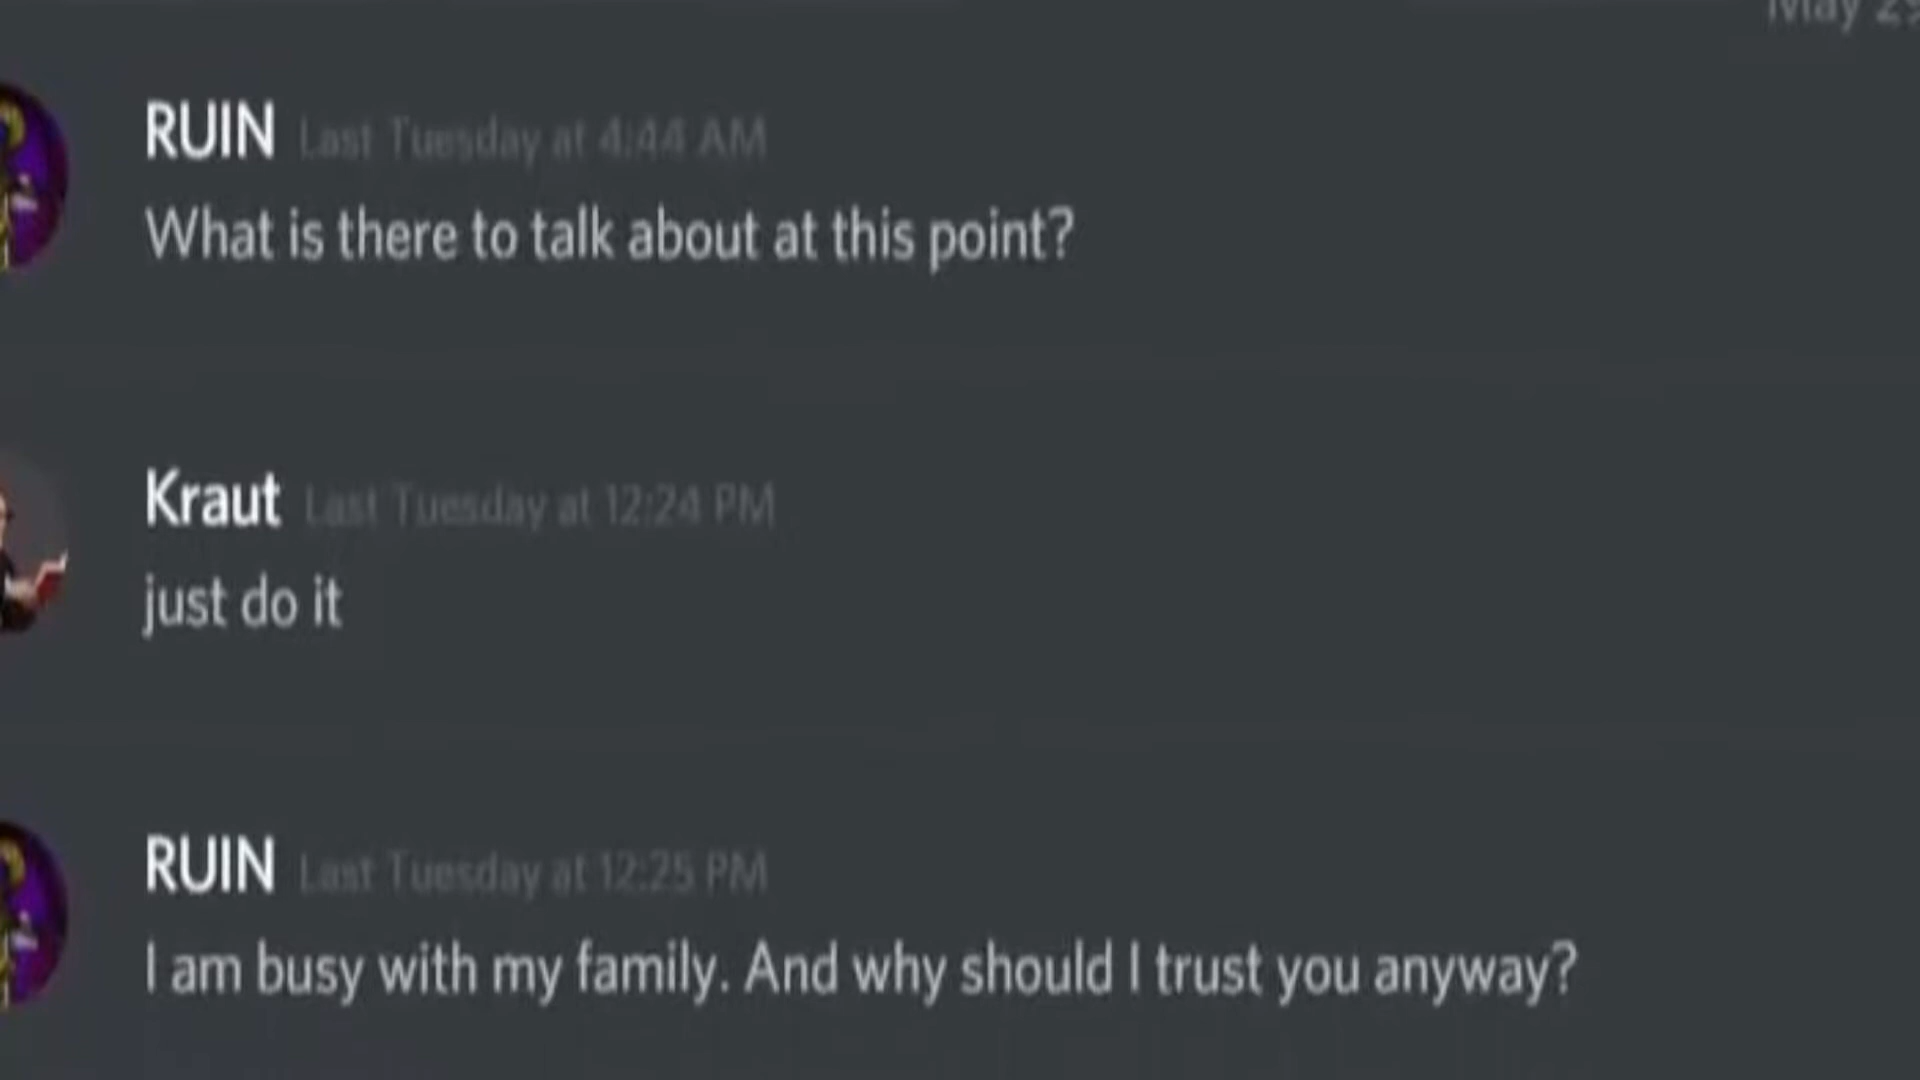 May 29
RUIN Last Tuesday at 4:44 AM
What is there to talk about at this point?
Kraut Last Tuesday at 12:24 PM
just do it
RUIN Last Tuesday at 12:25 PM
I am busy with my family. And why should I trust you anyway?